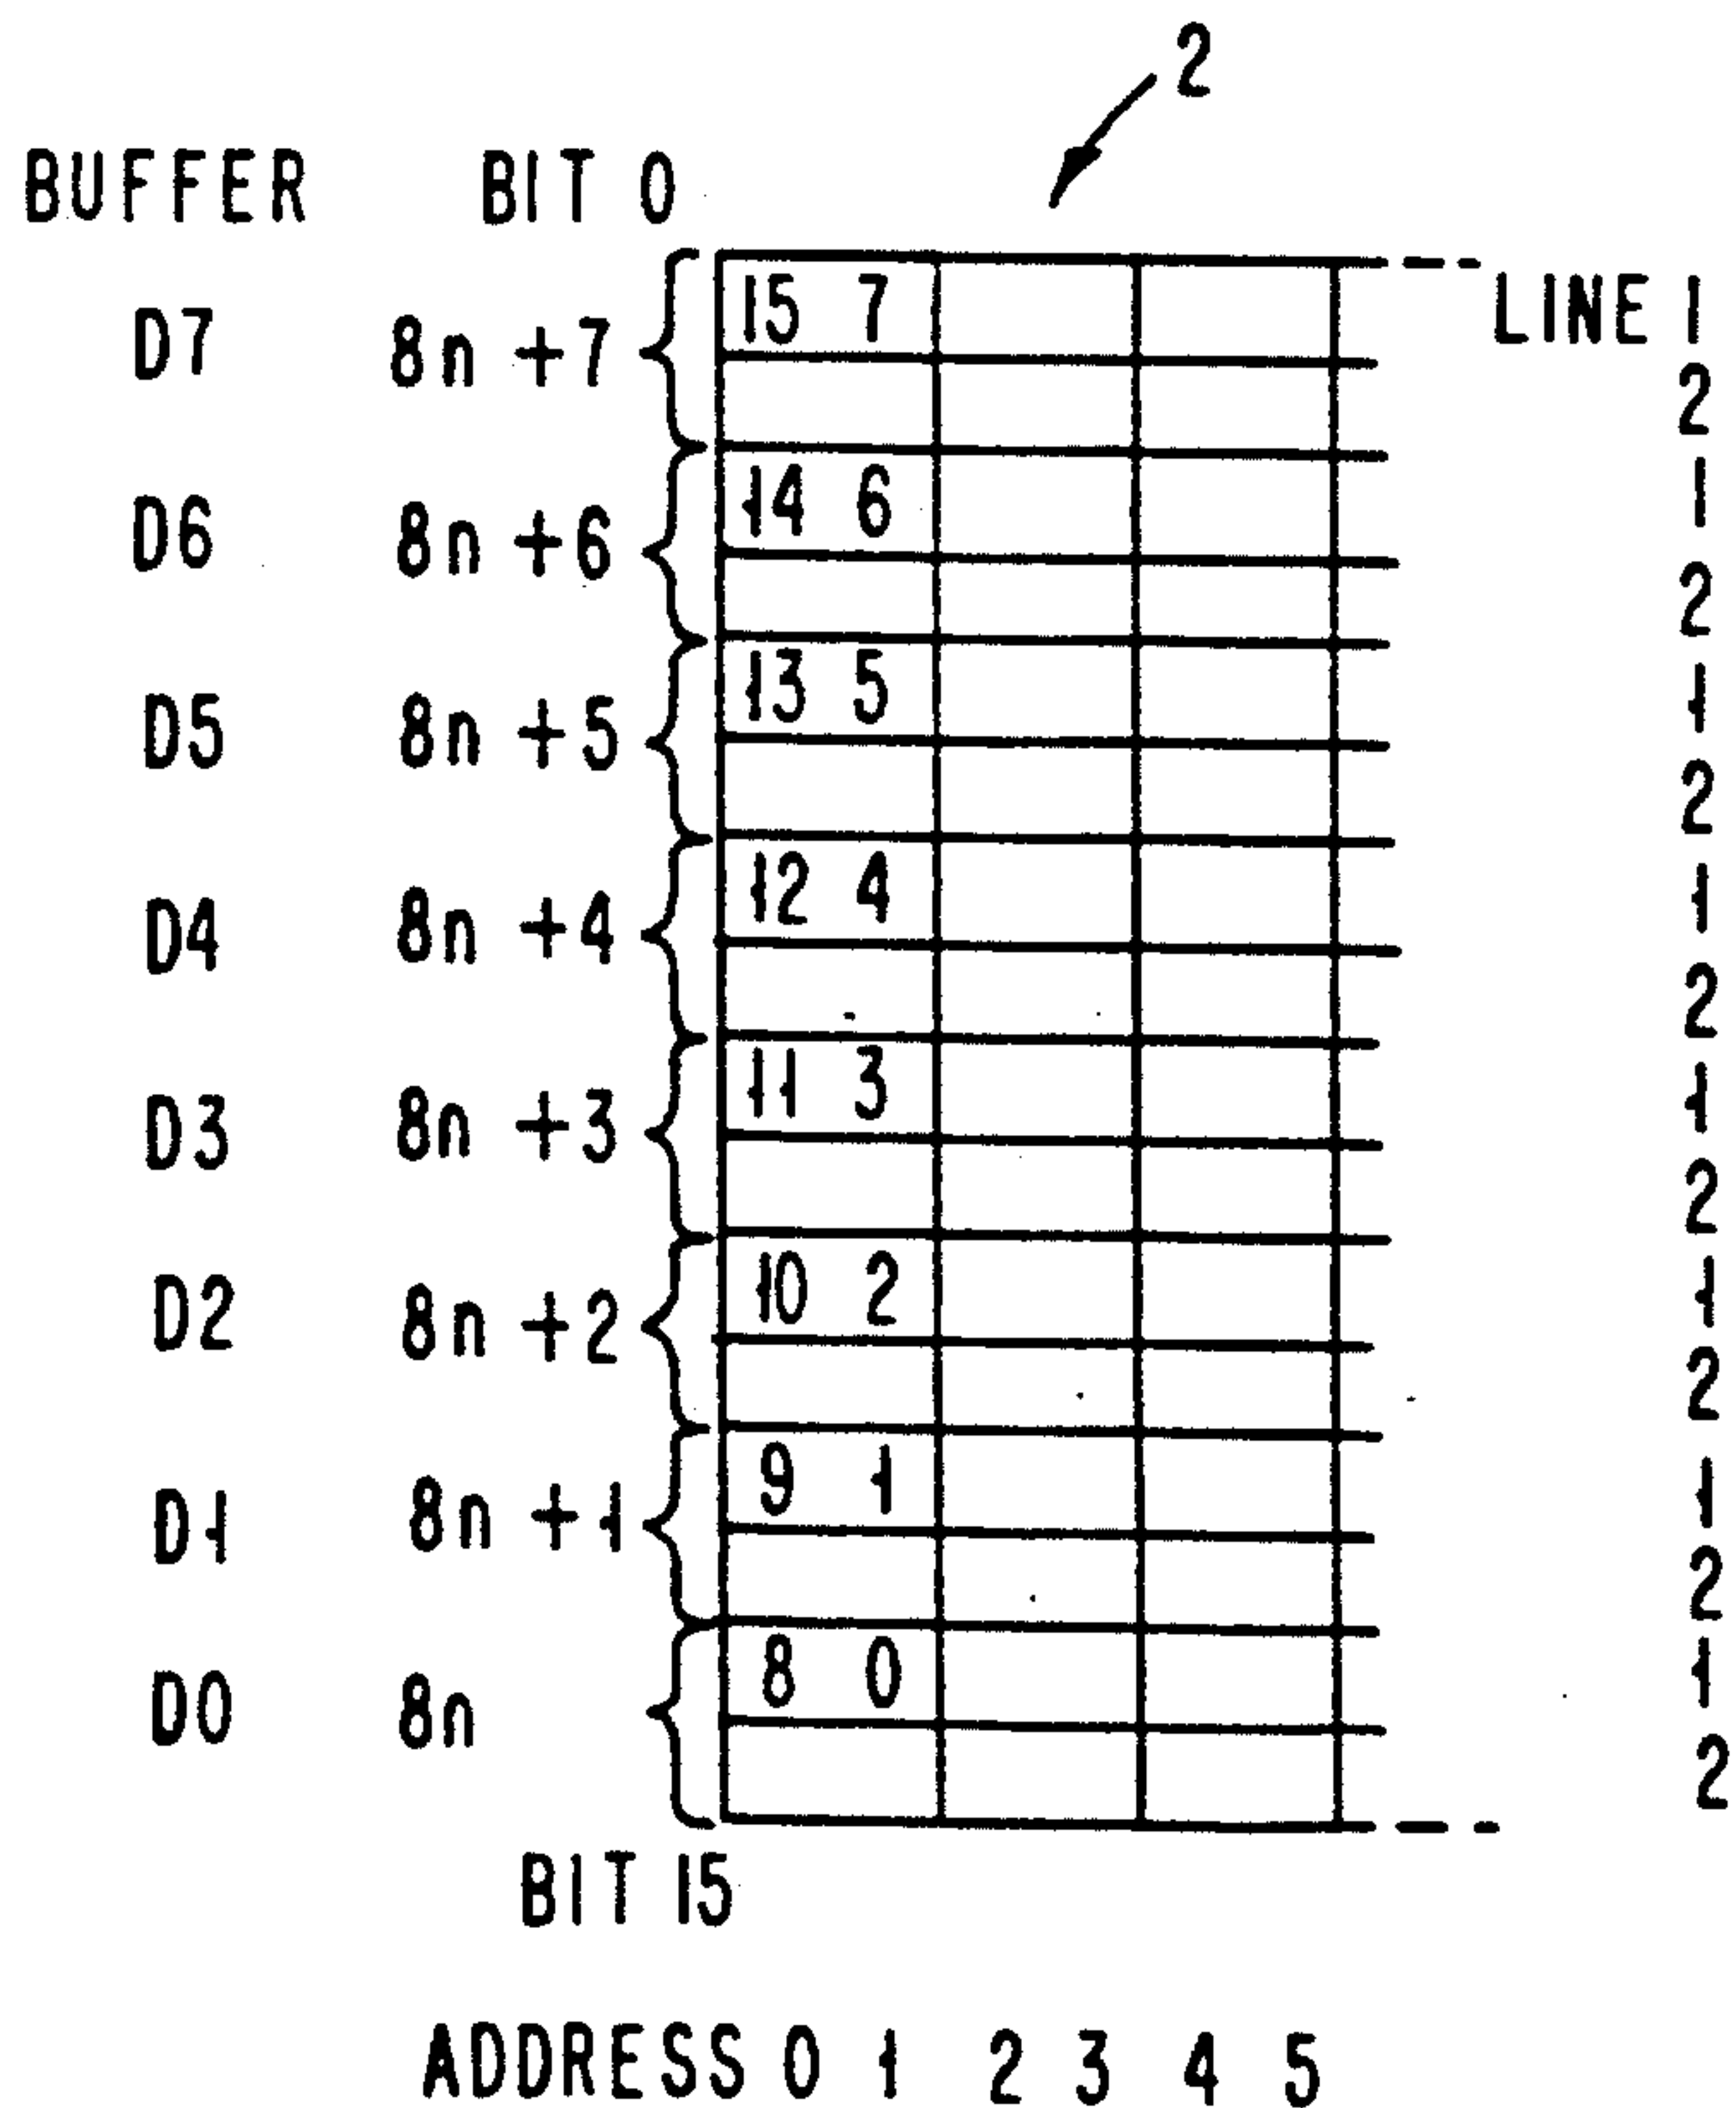 2
BUFFER BIT 0
D7 8n +7 15 7 LINE 1
2
D6 8n +6 14 6 1
2
D5 8n +5 13 5 1
2
D4 8n +4 12 4 1
2
D3 8n +3 11 3 1
2
D2 8n +2 10 2 1
2
D1 8n +1 9 1 1
2
D0 8n 8 0 1
2
BIT 15
ADDRESS 0 1 2 3 4 5